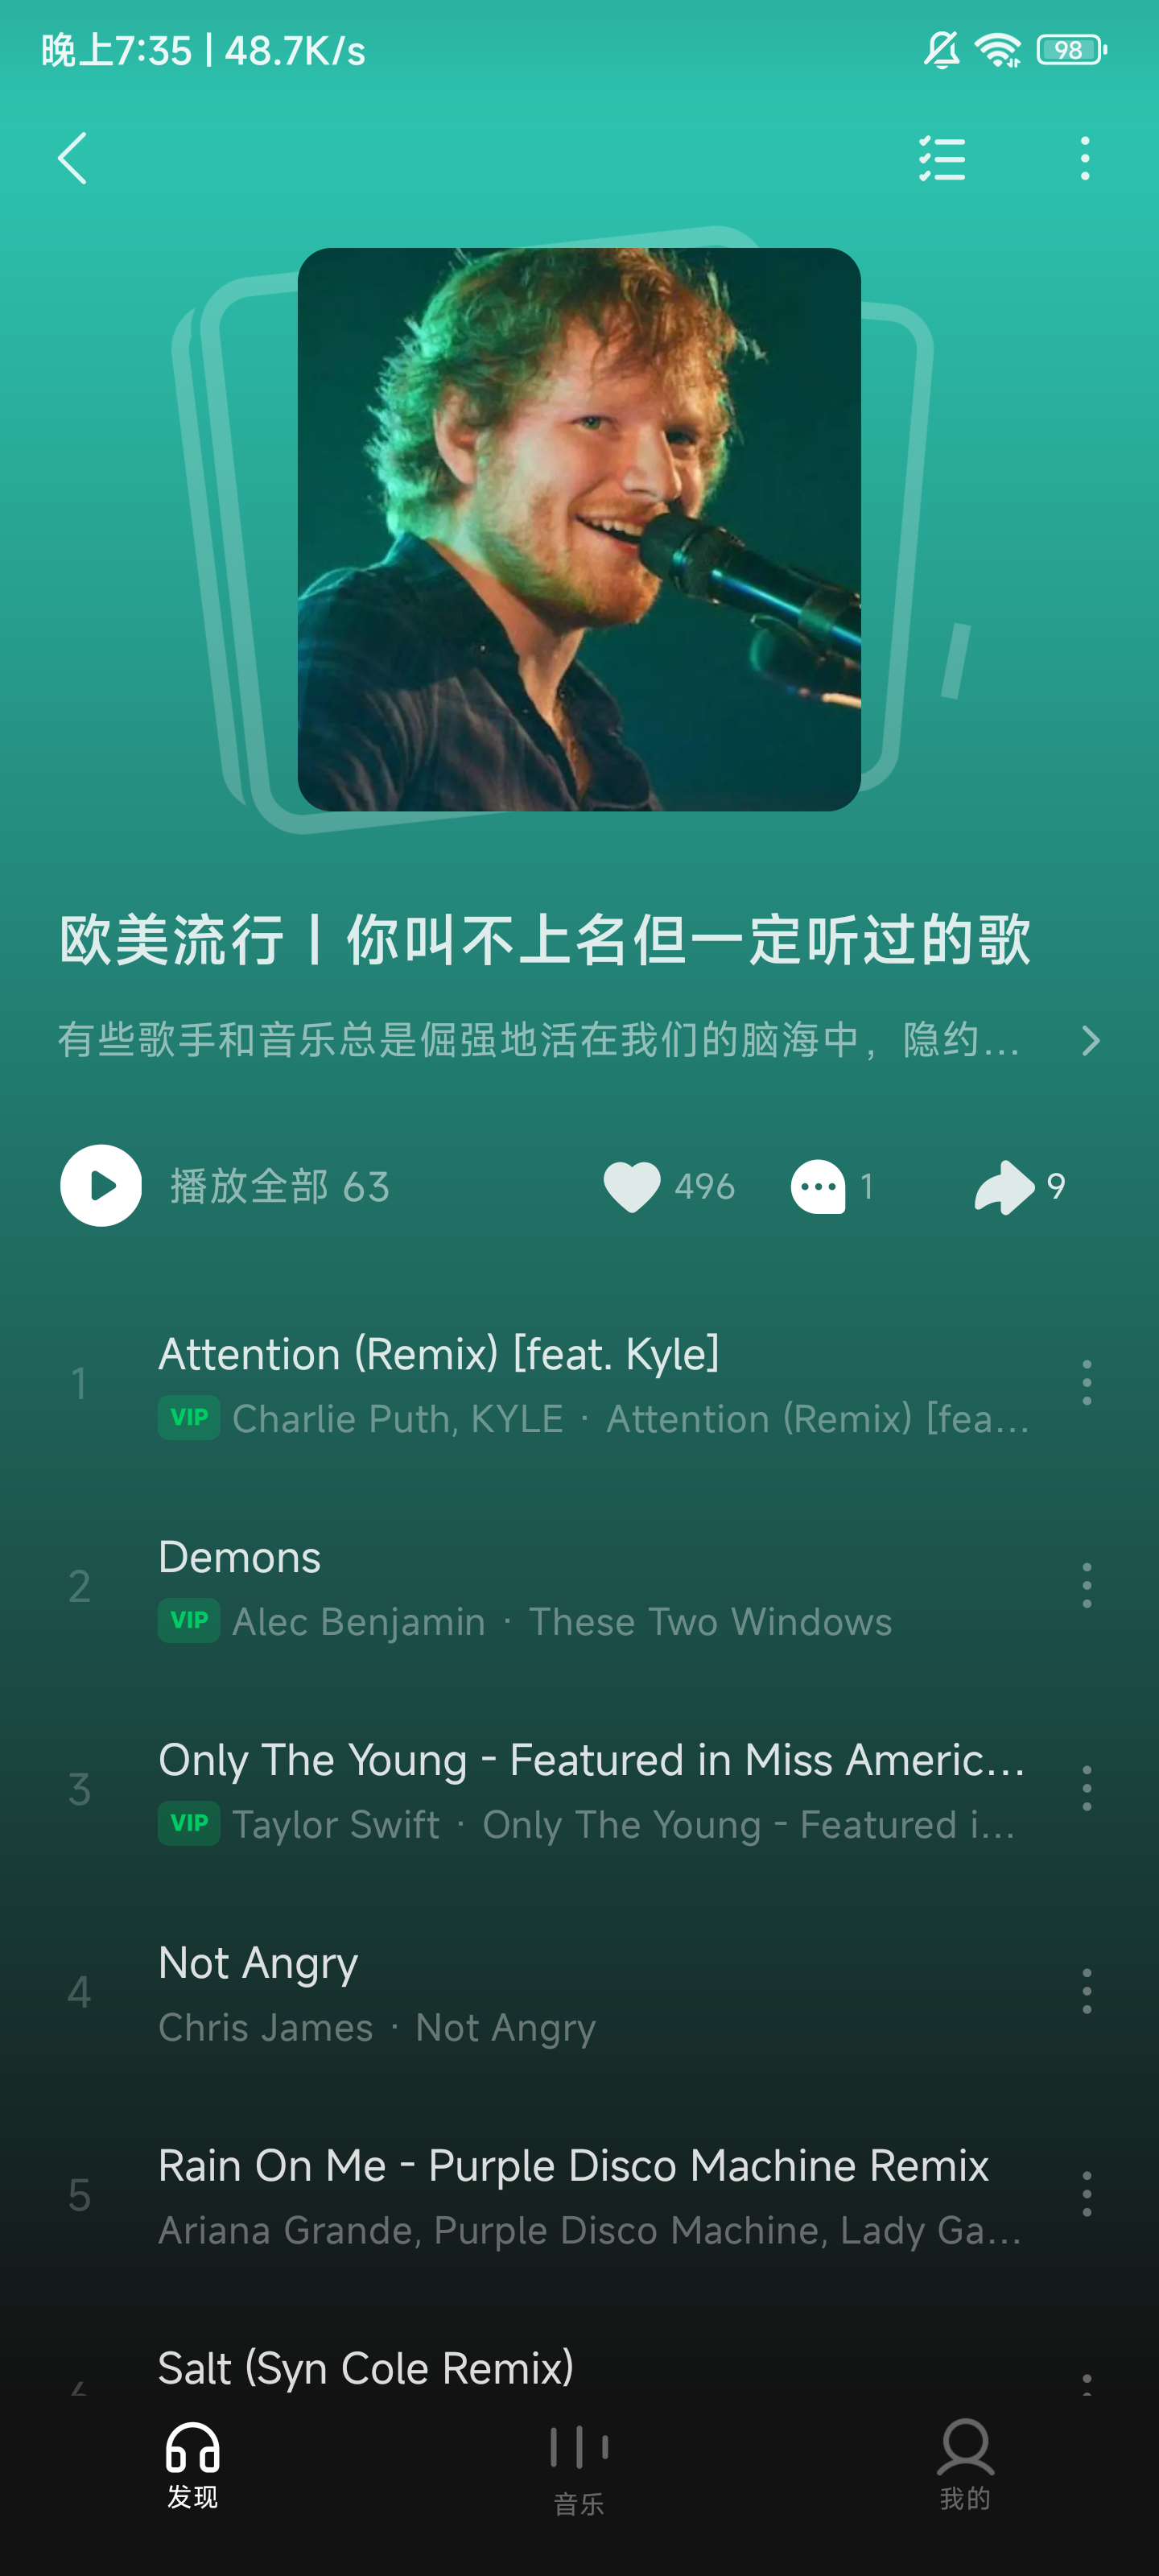 晚上7:35 | 48.7K/s
98
欧美流行丨你叫不上名但一定听过的歌
有些歌手和音乐总是倔强地活在我们的脑海中，隐约...
播放全部 63
496
1
9
1
Attention (Remix) [feat. Kyle]
VIP Charlie Puth, KYLE · Attention (Remix) [fea...
2
Demons
VIP Alec Benjamin · These Two Windows
3
Only The Young - Featured in Miss Americ...
VIP Taylor Swift · Only The Young - Featured i...
4
Not Angry
Chris James · Not Angry
5
Rain On Me - Purple Disco Machine Remix
Ariana Grande, Purple Disco Machine, Lady Ga...
Salt (Syn Cole Remix)
发现
音乐
我的